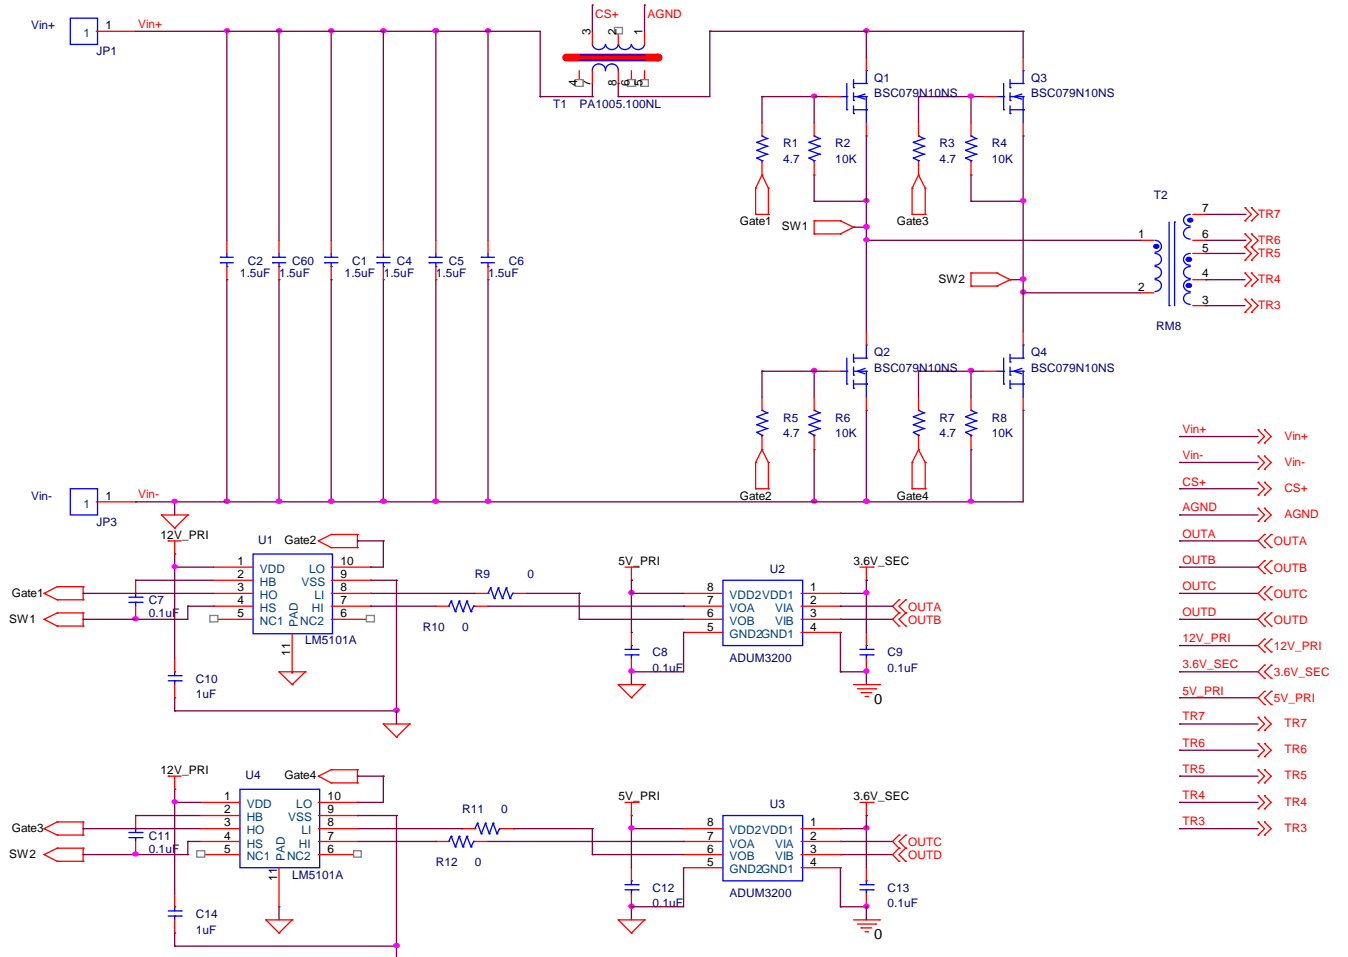 Vin+ 1 1 Vin+
JP1
CS+ AGND
3 2 1
4 7 8 6 5
T1 PA1005.100NL
Q1
BSC079N10NS
Q3
BSC079N10NS
R1
4.7
R2
10K
R3
4.7
R4
10K
Gate1
SW1
Gate3
SW2
T2
1
2
7 TR7
6 TR6
5 TR5
4 TR4
3 TR3
RM8
C2
1.5uF
C60
1.5uF
C1
1.5uF
C4
1.5uF
C5
1.5uF
C6
1.5uF
Q2
BSC079N10NS
Q4
BSC079N10NS
R5
4.7
R6
10K
R7
4.7
R8
10K
Gate2
Gate4
Vin- 1 1 Vin-
JP3
Vin+ Vin+
Vin- Vin-
CS+ CS+
AGND AGND
OUTA OUTA
OUTB OUTB
OUTC OUTC
OUTD OUTD
12V_PRI 12V_PRI
3.6V_SEC 3.6V_SEC
5V_PRI 5V_PRI
TR7 TR7
TR6 TR6
TR5 TR5
TR4 TR4
TR3 TR3
12V_PRI
U1
Gate2
1 VDD LO 10
2 HB VSS 9
Gate1 3 HO LI 8
4 HS HI 7
SW1 5 NC1 PAD NC2 6
11
LM5101A
C7
0.1uF
C10
1uF
R9 0
R10 0
5V_PRI
U2
3.6V_SEC
8 VDD2 VDD1 1
7 VOA VIA 2 OUTA
6 VOB VIB 3 OUTB
5 GND2 GND1 4
ADUM3200
C8
0.1uF
C9
0.1uF
0
12V_PRI
U4
Gate4
1 VDD LO 10
2 HB VSS 9
Gate3 3 HO LI 8
4 HS HI 7
SW2 5 NC1 PAD NC2 6
11
LM5101A
C11
0.1uF
C14
1uF
R11 0
R12 0
5V_PRI
U3
3.6V_SEC
8 VDD2 VDD1 1
7 VOA VIA 2 OUTC
6 VOB VIB 3 OUTD
5 GND2 GND1 4
ADUM3200
C12
0.1uF
C13
0.1uF
0